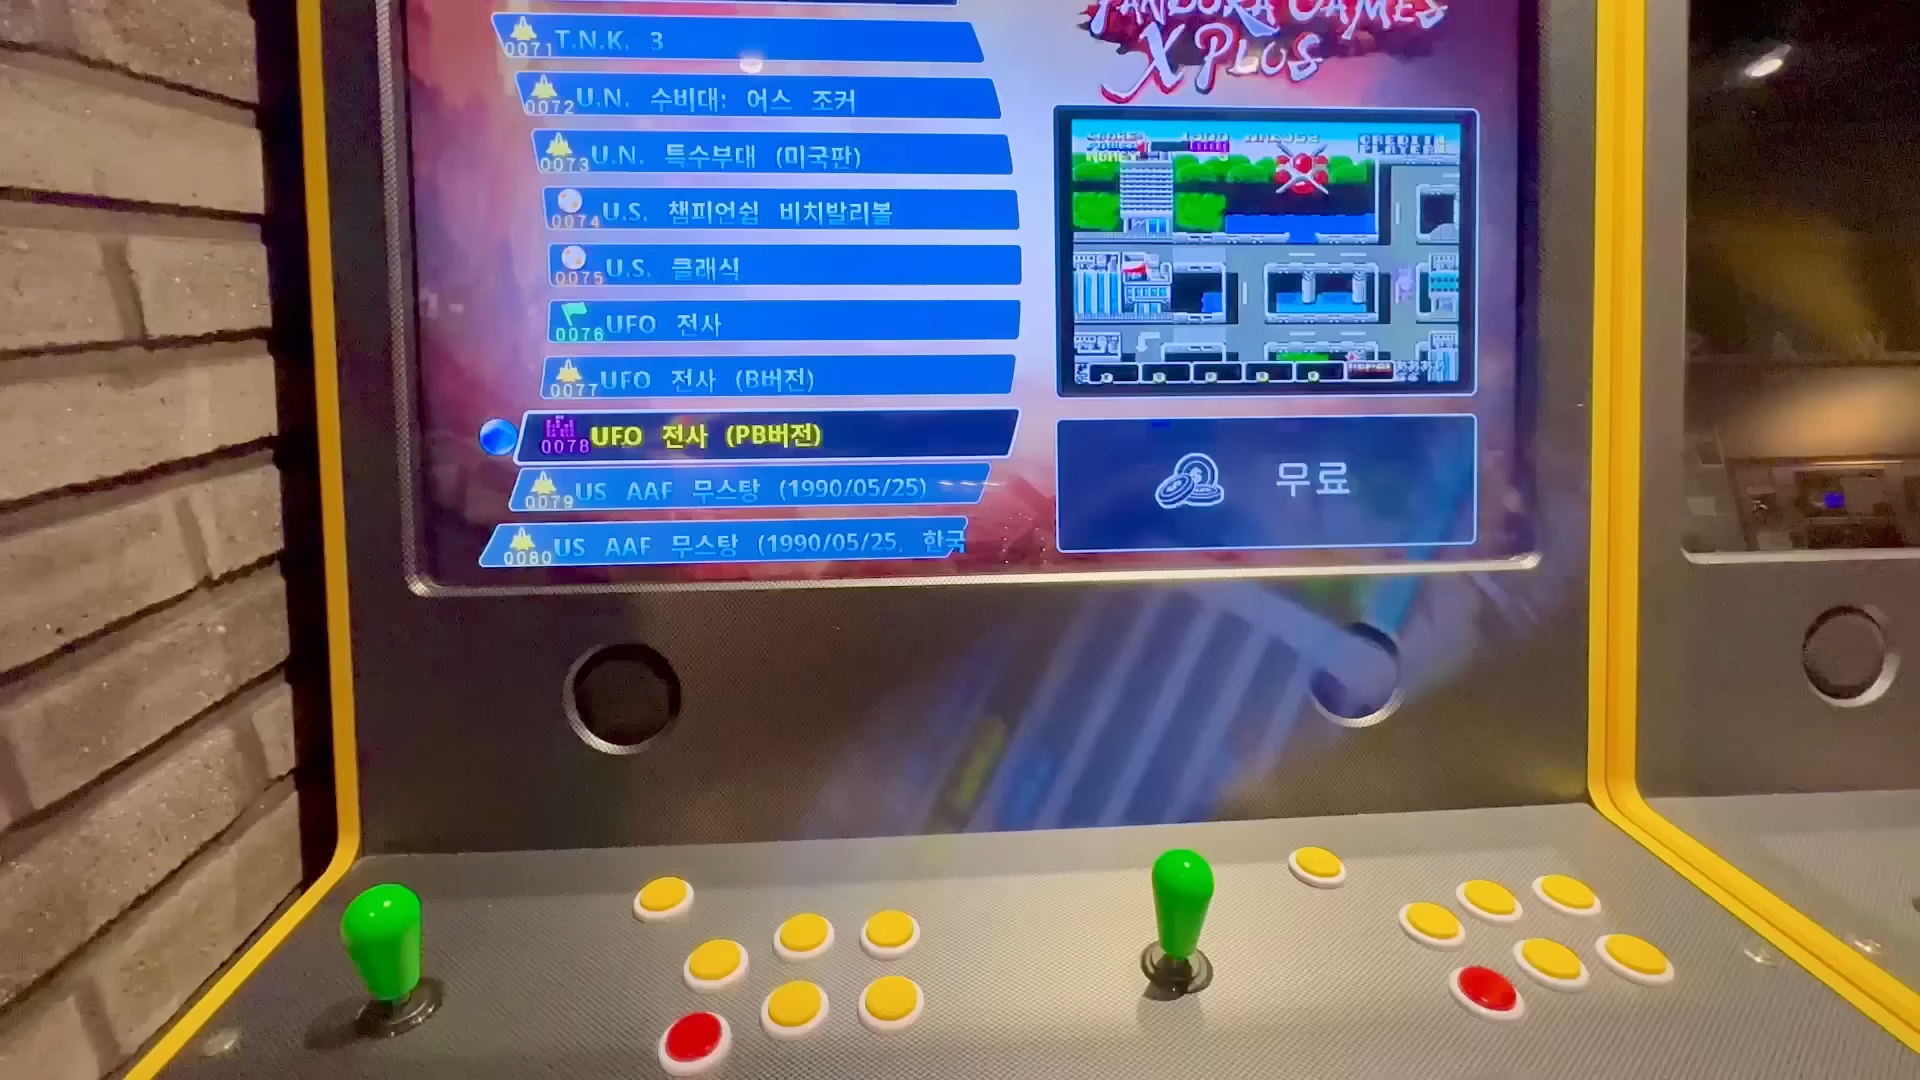 0071 T.N.K. 3
0072 U.N. 수비대: 어스 조커
0073 U.N. 특수부대 (미국판)
0074 U.S. 챔피언쉽 비치발리볼
0075 U.S. 클래식
0076 UFO 전사
0077 UFO 전사 (B버전)
0078 UFO 전사 (PB버전)
0079 US AAF 무스탕 (1990/05/25)
0080 US AAF 무스탕 (1990/05/25, 한국
PANDORA GAMES
X PLUS
CREDIT
PLAYER
무료